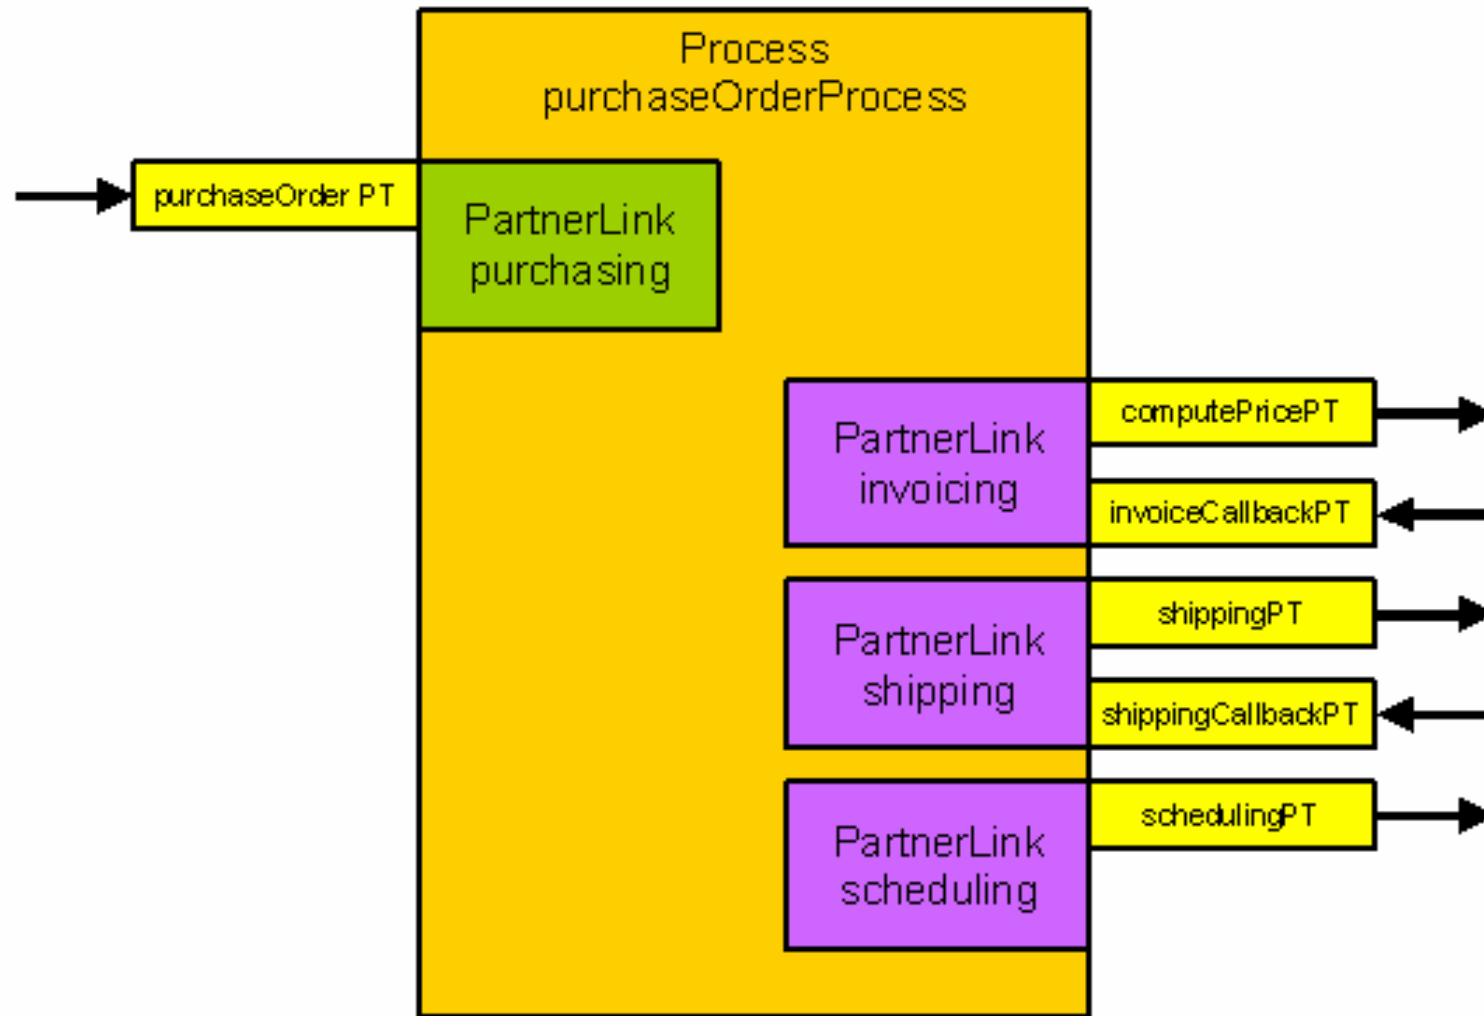 Process
purchaseOrderProcess
purchaseOrder PT
PartnerLink
purchasing
PartnerLink
invoicing
computePricePT
invoiceCallbackPT
PartnerLink
shipping
shippingPT
shippingCallbackPT
PartnerLink
scheduling
schedulingPT